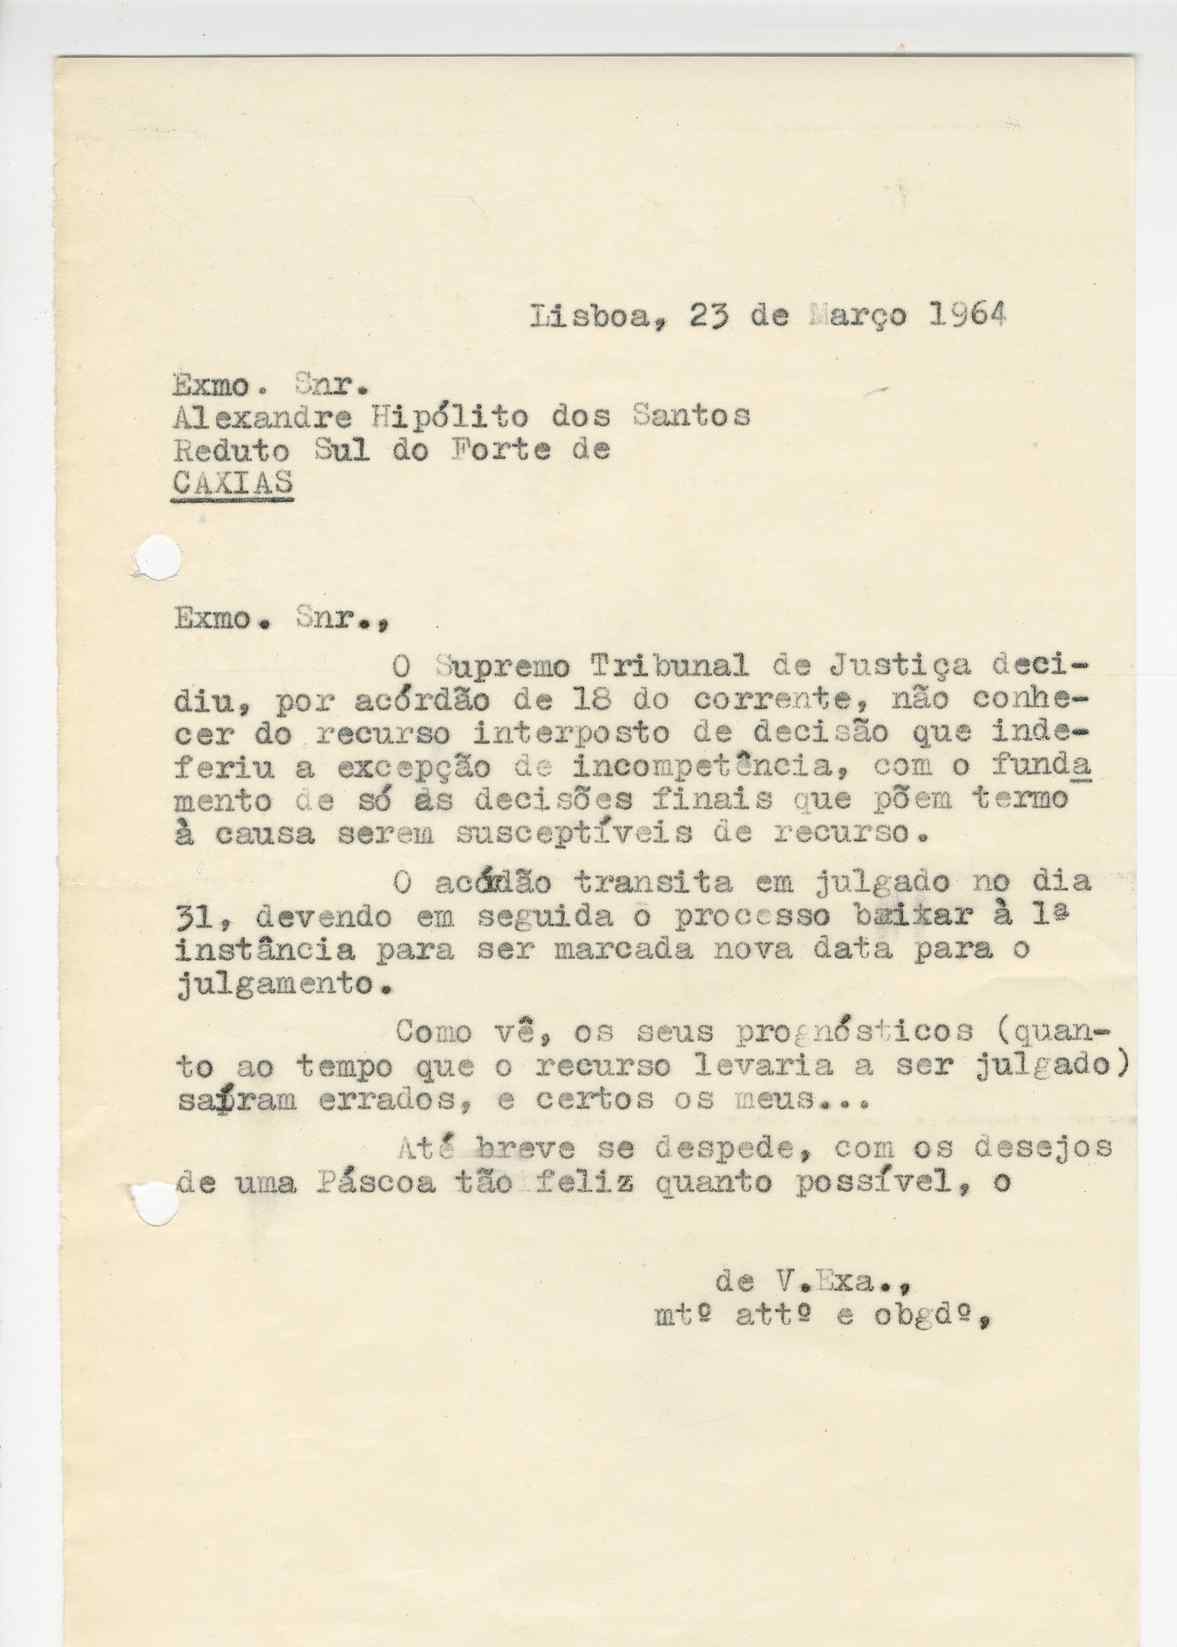 Lisboa, 23 de Março 1964
Exmo. Snr.
Alexandre Hipólito dos Santos
Reduto Sul do Forte de
CAXIAS
Exmo. Snr.,
O Supremo Tribunal de Justiça deci-
diu, por acórdão de 18 do corrente, não conhe-
cer do recurso interposto de decisão que inde-
feriu a excepção de incompetência, com o funda
mento de só as decisões finais que põem termo
à causa serem susceptíveis de recurso.
O acórdão transita em julgado no dia
31, devendo em seguida o processo baixar à 1ª
instância para ser marcada nova data para o
julgamento.
Como vê, os seus prognósticos (quan-
to ao tempo que o recurso levaria a ser julgado)
saíram errados, e certos os meus...
Até breve se despede, com os desejos
de uma Páscoa tão feliz quanto possível, o
de V.Exa.,
mtº attº e obgdº,